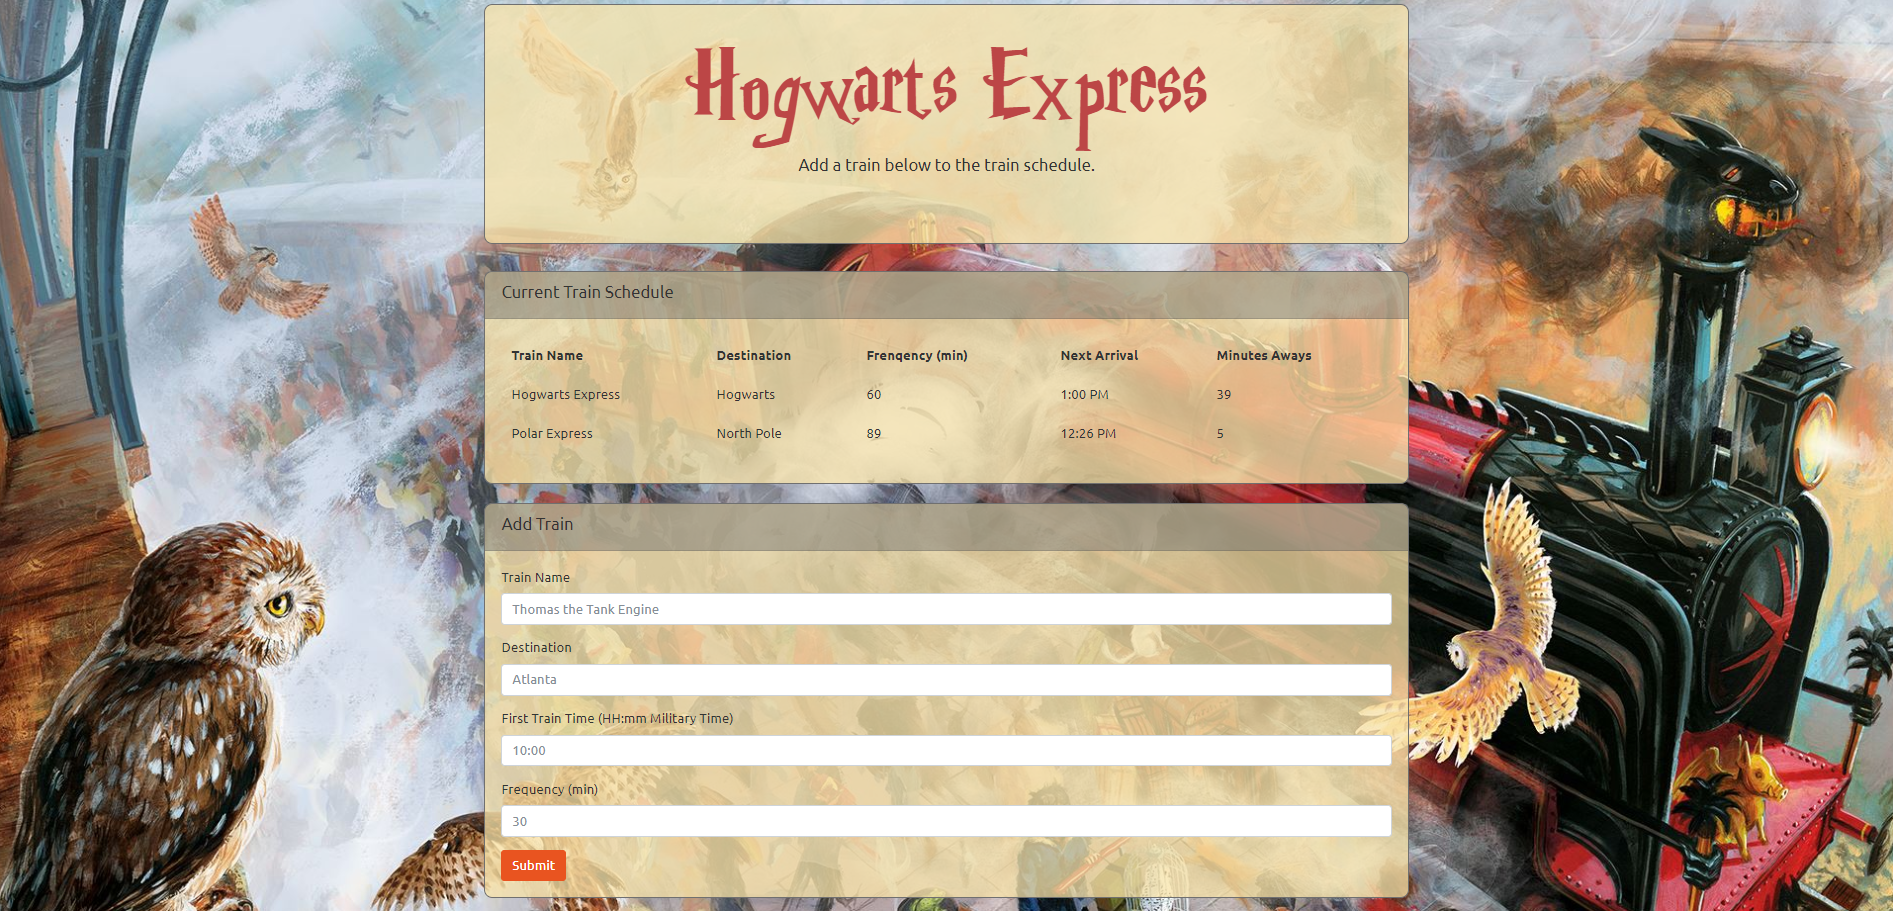 Hogwarts Express
Add a train below to the train schedule.
Current Train Schedule
Train Name Destination Frenqency (min) Next Arrival Minutes Aways
Hogwarts Express Hogwarts 60 1:00 PM 39
Polar Express North Pole 89 12:26 PM 5
Add Train
Train Name
Thomas the Tank Engine
Destination
Atlanta
First Train Time (HH:mm Military Time)
10:00
Frequency (min)
30
Submit